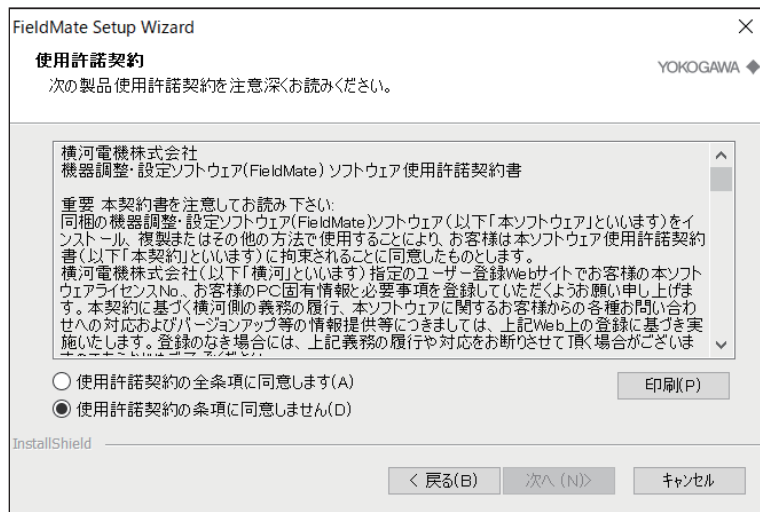 FieldMate Setup Wizard
使用許諾契約
次の製品使用許諾契約を注意深くお読みください。
YOKOGAWA
横河電機株式会社
機器調整・設定ソフトウェア(FieldMate) ソフトウェア使用許諾契約書
重要 本契約書を注意してお読み下さい:
同梱の機器調整・設定ソフトウェア(FieldMate)ソフトウェア(以下「本ソフトウェア」といいます)をイ
ンストール、複製またはその他の方法で使用することにより、お客様は本ソフトウェア使用許諾契約
書(以下「本契約」といいます)に拘束されることに同意したものとします。
横河電機株式会社(以下「横河」といいます)指定のユーザー登録Webサイトでお客様の本ソフト
ウェアライセンスNo.、お客様のPC固有情報と必要事項を登録していただくようお願い申し上げま
す。本契約に基づく横河側の義務の履行、本ソフトウェアに関するお客様からの各種お問い合わ
せへの対応およびバージョンアップ等の情報提供等につきましては、上記Web上の登録に基づき実
施いたします。登録のなき場合には、上記義務の履行や対応をお断りさせて頂く場合がございま
使用許諾契約の全条項に同意します(A)
印刷(P)
使用許諾契約の条項に同意しません(D)
InstallShield
< 戻る(B)
次へ (N)>
キャンセル